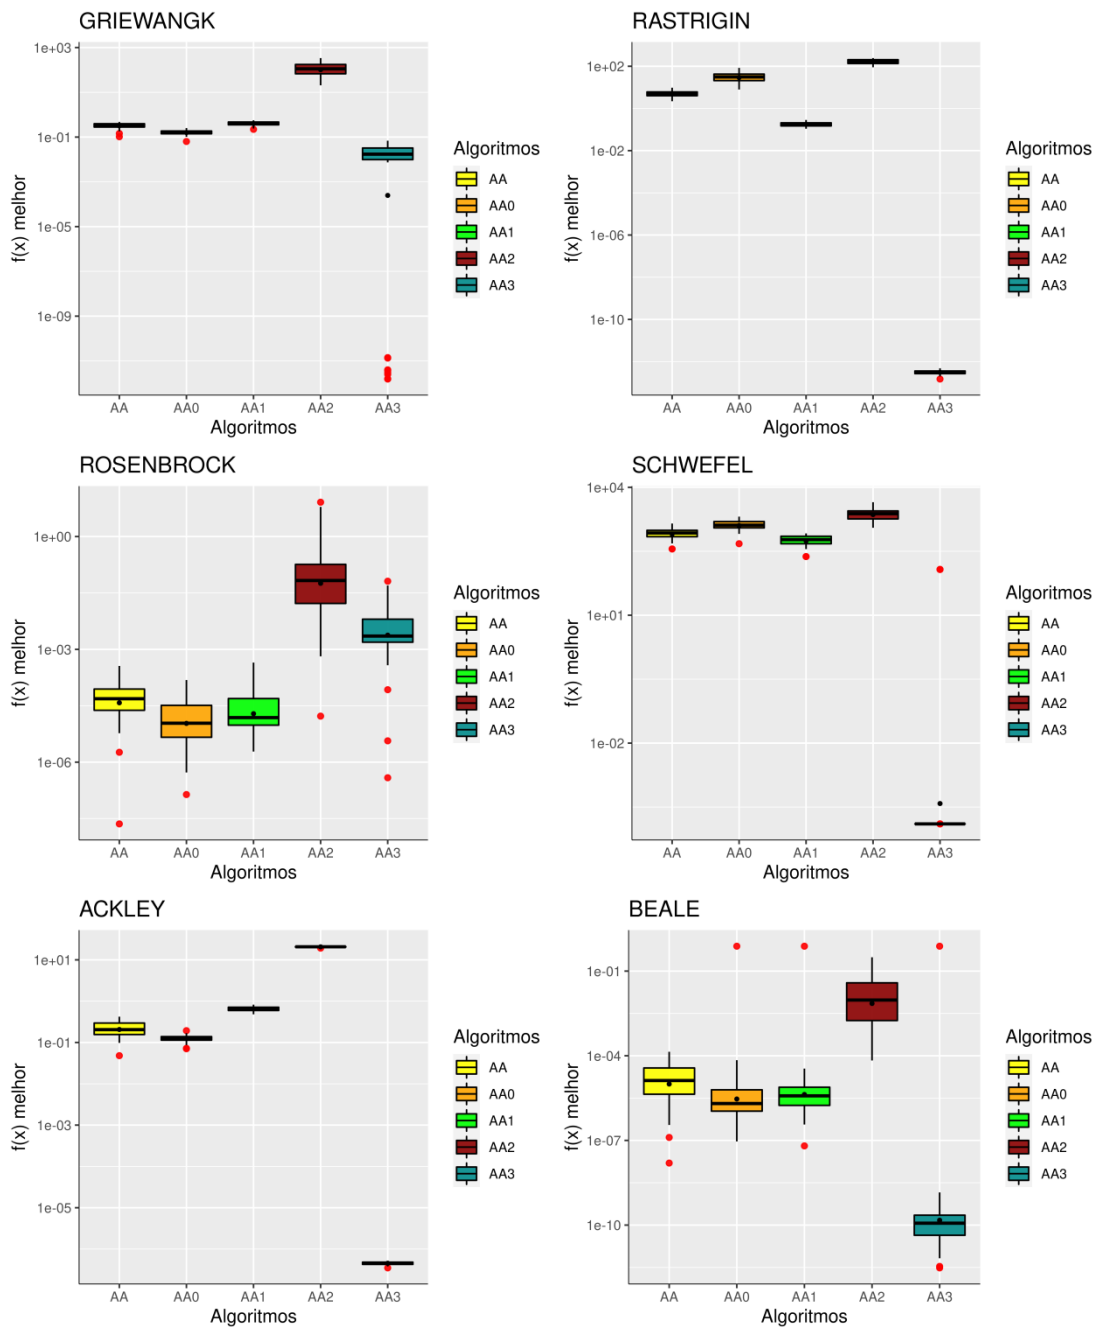 GRIEWANGK
1e+03
1e-01
1e-05
1e-09
f(x) melhor
AA AA0 AA1 AA2 AA3
Algoritmos
Algoritmos
AA
AA0
AA1
AA2
AA3
RASTRIGIN
1e+02
1e-02
1e-06
1e-10
f(x) melhor
AA AA0 AA1 AA2 AA3
Algoritmos
Algoritmos
AA
AA0
AA1
AA2
AA3
ROSENBROCK
1e+00
1e-03
1e-06
f(x) melhor
AA AA0 AA1 AA2 AA3
Algoritmos
Algoritmos
AA
AA0
AA1
AA2
AA3
SCHWEFEL
1e+04
1e+01
1e-02
f(x) melhor
AA AA0 AA1 AA2 AA3
Algoritmos
Algoritmos
AA
AA0
AA1
AA2
AA3
ACKLEY
1e+01
1e-01
1e-03
1e-05
f(x) melhor
AA AA0 AA1 AA2 AA3
Algoritmos
Algoritmos
AA
AA0
AA1
AA2
AA3
BEALE
1e-01
1e-04
1e-07
1e-10
f(x) melhor
AA AA0 AA1 AA2 AA3
Algoritmos
Algoritmos
AA
AA0
AA1
AA2
AA3